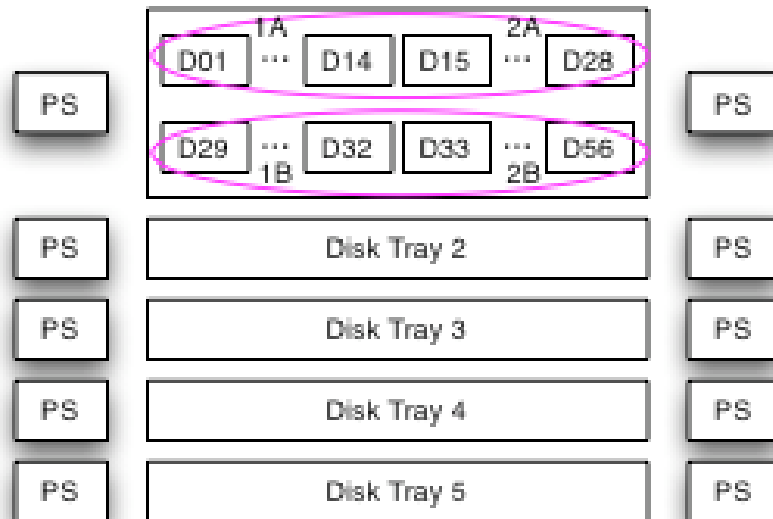 1A 2A
D01 ... D14 D15 ... D28
PS PS
D29 ... D32 D33 ... D56
1B 2B
PS Disk Tray 2 PS
PS Disk Tray 3 PS
PS Disk Tray 4 PS
PS Disk Tray 5 PS